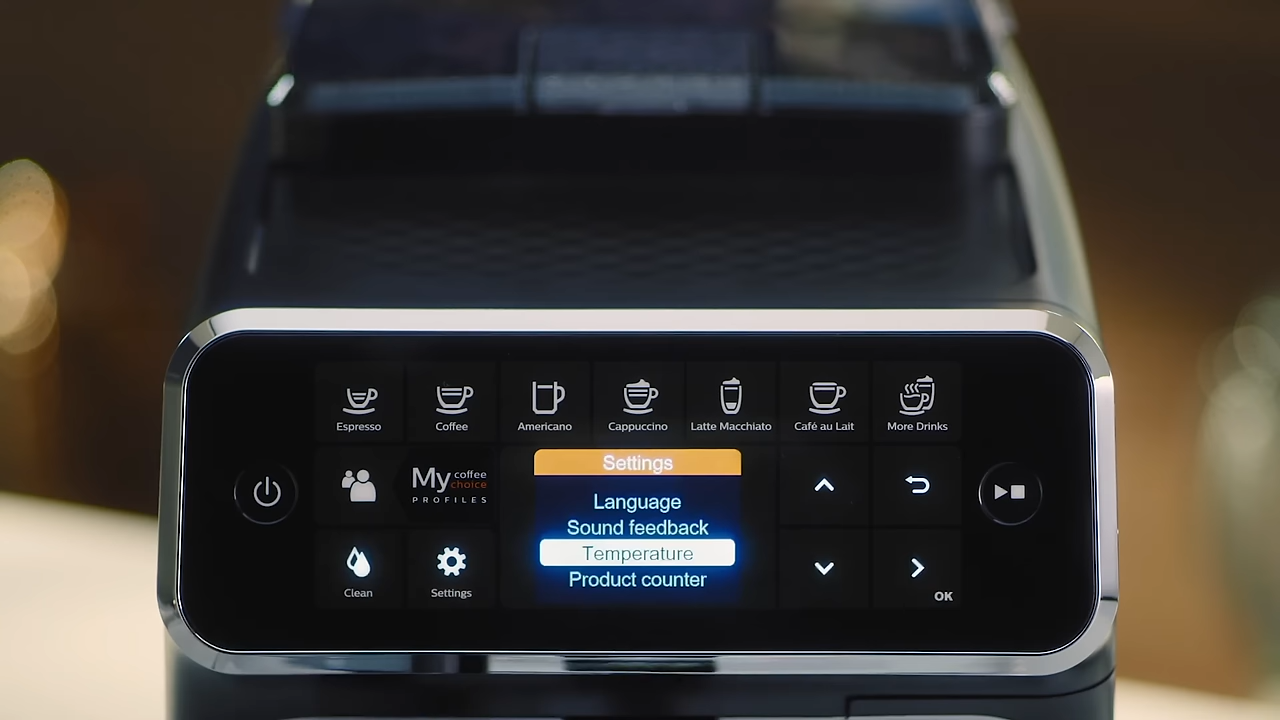 Espresso
Coffee
Americano
Cappuccino
Latte Macchiato
Café au Lait
More Drinks
My coffee choice
PROFILES
Settings
Language
Sound feedback
Temperature
Product counter
Clean
Settings
OK